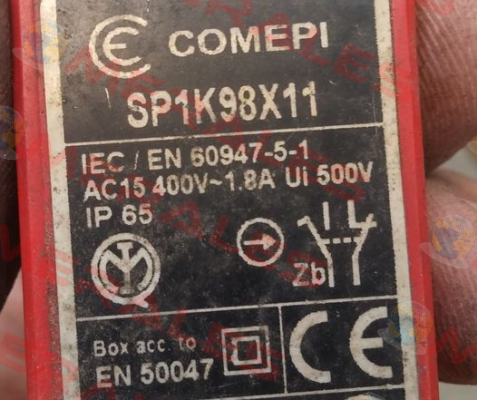 COMEPI
SP1K98X11
IEC / EN 60947-5-1
AC15 400V~1.8A Ui 500V
IP 65
Zb
Box acc. to
EN 50047
CE